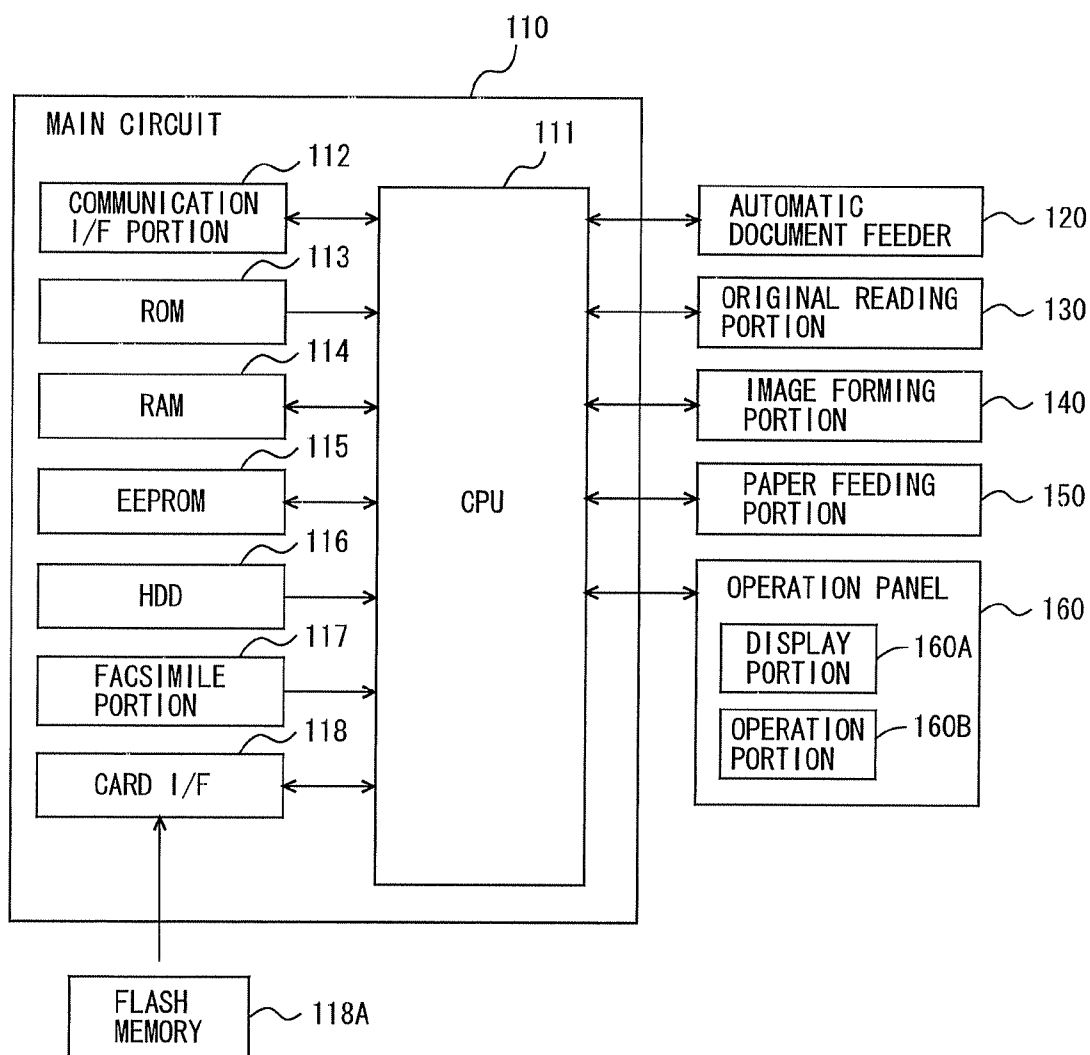 110
MAIN CIRCUIT
111
112
COMMUNICATION
I/F PORTION
113
ROM
114
RAM
115
EEPROM
116
HDD
117
FACSIMILE
PORTION
118
CARD I/F
CPU
AUTOMATIC
DOCUMENT FEEDER
120
ORIGINAL READING
PORTION
130
IMAGE FORMING
PORTION
140
PAPER FEEDING
PORTION
150
OPERATION PANEL
160
DISPLAY
PORTION
160A
OPERATION
PORTION
160B
FLASH
MEMORY
118A